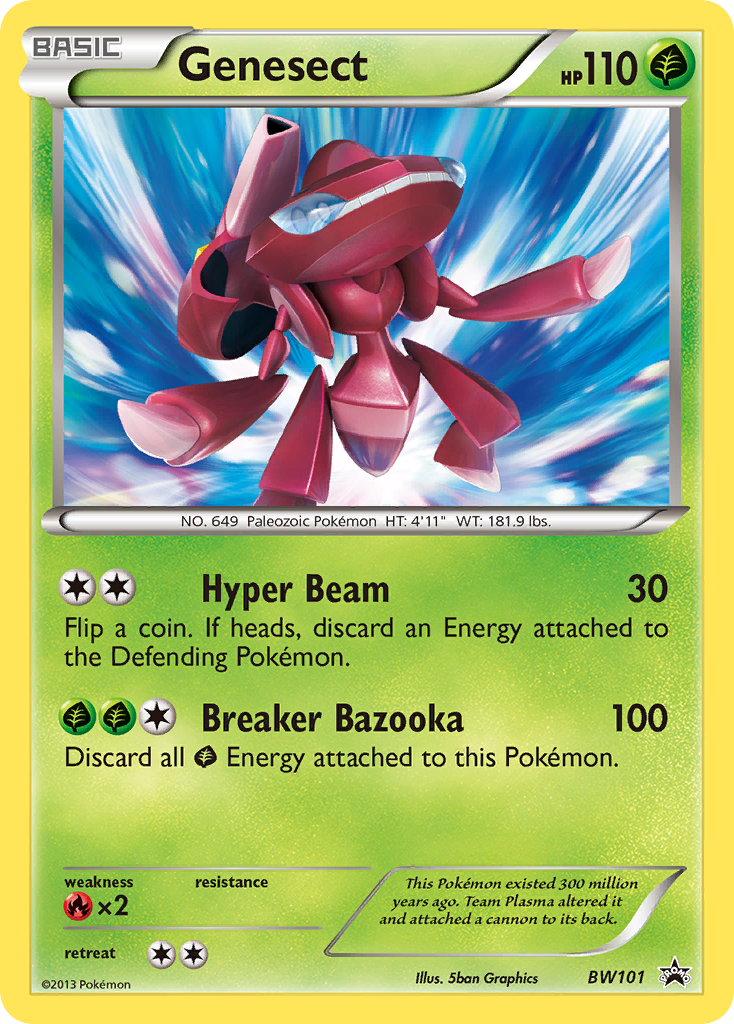 BASIC
Genesect
HP110
NO. 649 Paleozoic Pokémon HT: 4'11" WT: 181.9 lbs.
Hyper Beam 30
Flip a coin. If heads, discard an Energy attached to
the Defending Pokémon.
Breaker Bazooka 100
Discard all Energy attached to this Pokémon.
weakness resistance
×2
This Pokémon existed 300 million
years ago. Team Plasma altered it
and attached a cannon to its back.
retreat
©2013 Pokémon
Illus. 5ban Graphics
BW101
PROMO